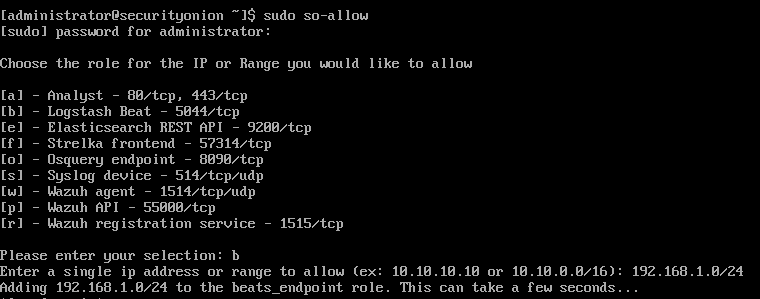 [administrator@securityonion ~]$ sudo so-allow
[sudo] password for administrator:
Choose the role for the IP or Range you would like to allow
[a] - Analyst - 80/tcp, 443/tcp
[b] - Logstash Beat - 5044/tcp
[e] - Elasticsearch REST API - 9200/tcp
[f] - Strelka frontend - 57314/tcp
[o] - Osquery endpoint - 8090/tcp
[s] - Syslog device - 514/tcp/udp
[w] - Wazuh agent - 1514/tcp/udp
[p] - Wazuh API - 55000/tcp
[r] - Wazuh registration service - 1515/tcp
Please enter your selection: b
Enter a single ip address or range to allow (ex: 10.10.10.10 or 10.10.0.0/16): 192.168.1.0/24
Adding 192.168.1.0/24 to the beats_endpoint role. This can take a few seconds...